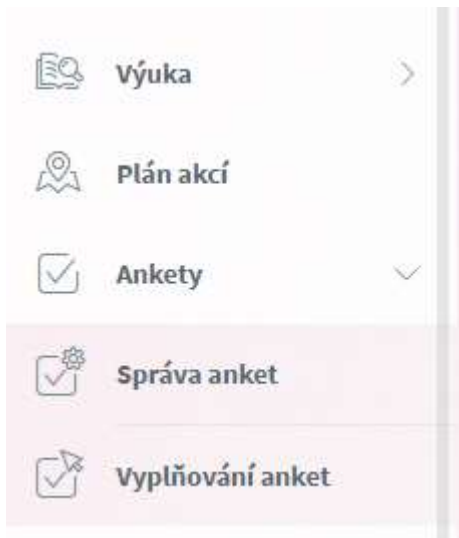 Výuka
Plán akcí
Ankety
Správa anket
Vyplňování anket